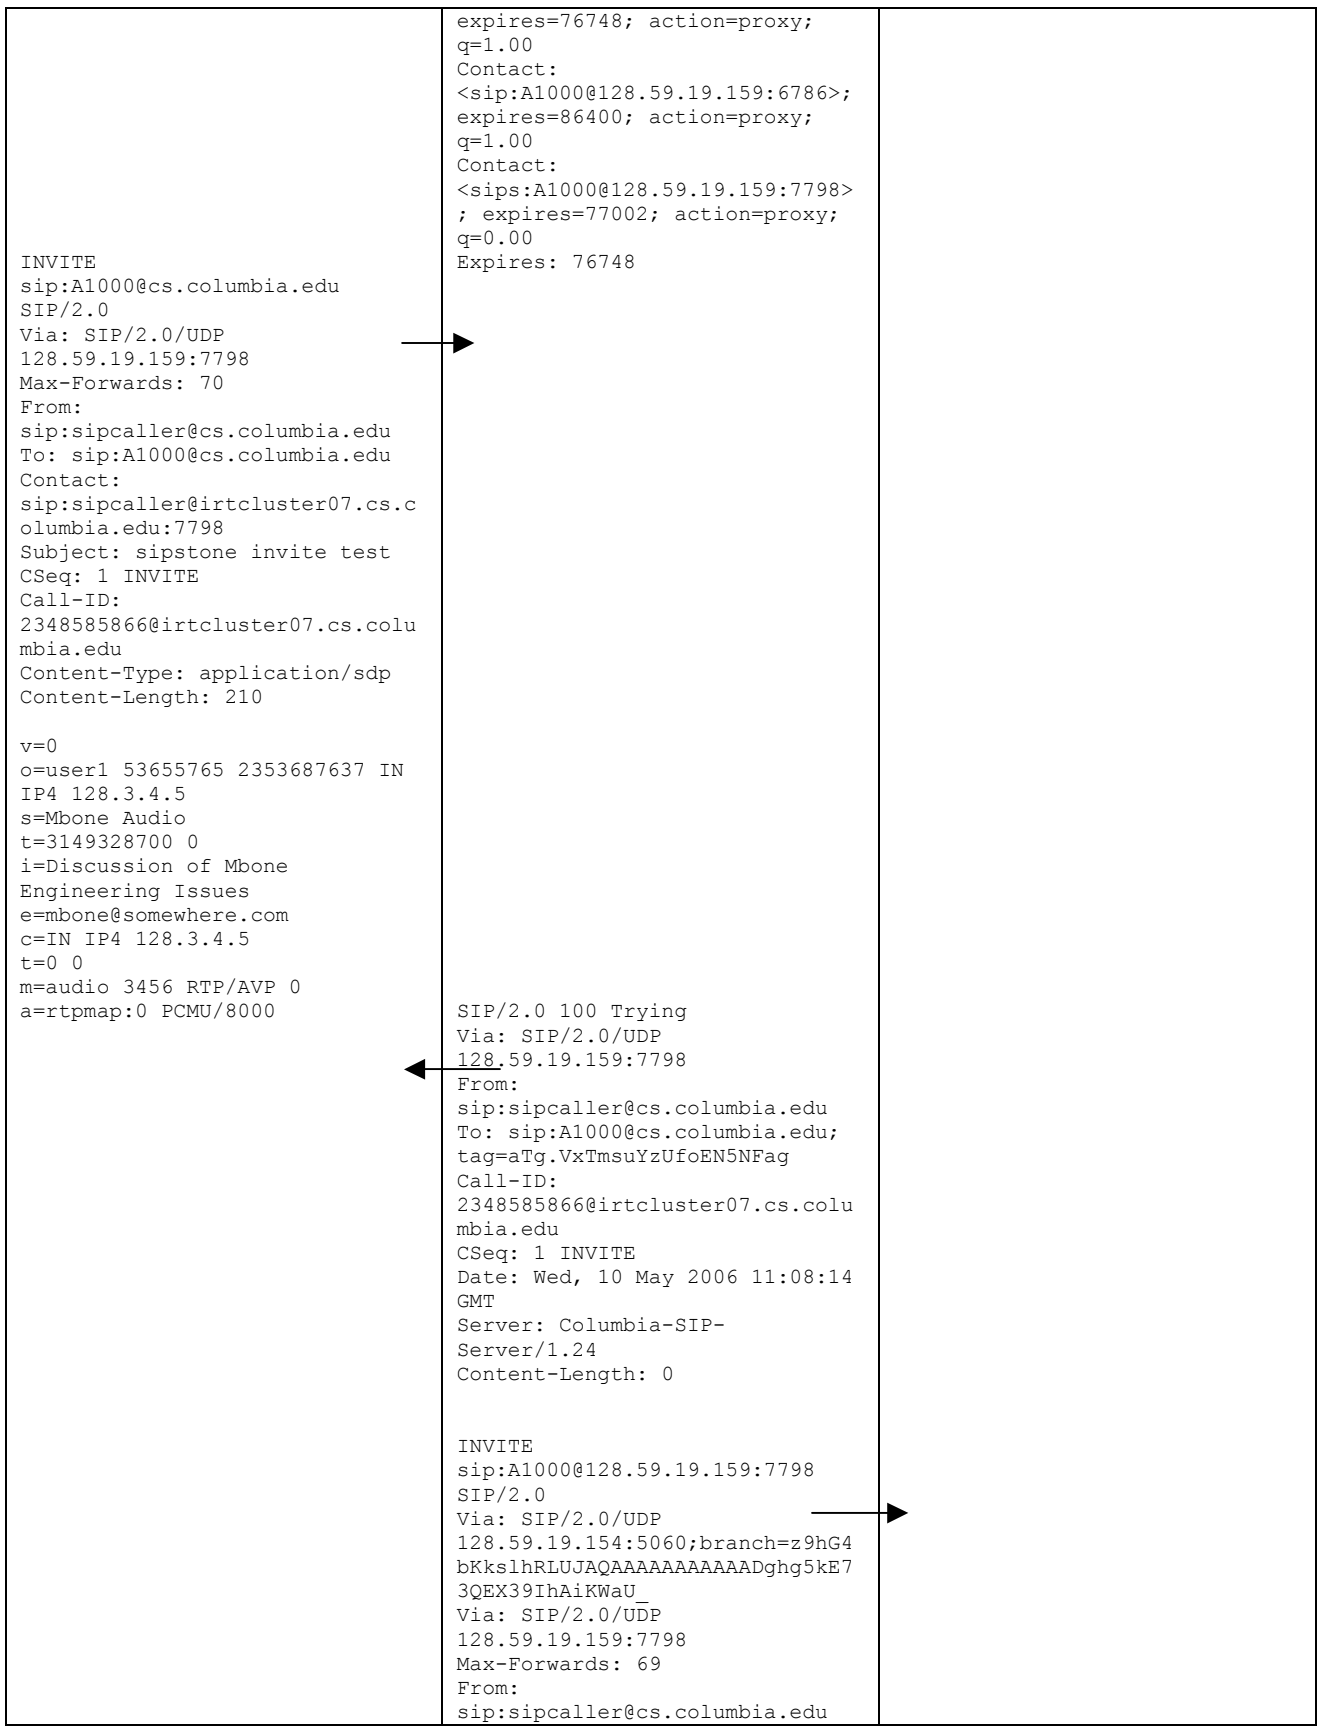 expires=76748; action=proxy;
q=1.00
Contact:
<sip:A1000@128.59.19.159:6786>;
expires=86400; action=proxy;
q=1.00
Contact:
<sips:A1000@128.59.19.159:7798>
; expires=77002; action=proxy;
q=0.00
Expires: 76748
INVITE
sip:A1000@cs.columbia.edu
SIP/2.0
Via: SIP/2.0/UDP
128.59.19.159:7798
Max-Forwards: 70
From:
sip:sipcaller@cs.columbia.edu
To: sip:A1000@cs.columbia.edu
Contact:
sip:sipcaller@irtcluster07.cs.c
olumbia.edu:7798
Subject: sipstone invite test
CSeq: 1 INVITE
Call-ID:
2348585866@irtcluster07.cs.colu
mbia.edu
Content-Type: application/sdp
Content-Length: 210
v=0
o=user1 53655765 2353687637 IN
IP4 128.3.4.5
s=Mbone Audio
t=3149328700 0
i=Discussion of Mbone
Engineering Issues
e=mbone@somewhere.com
c=IN IP4 128.3.4.5
t=0 0
m=audio 3456 RTP/AVP 0
a=rtpmap:0 PCMU/8000
SIP/2.0 100 Trying
Via: SIP/2.0/UDP
128.59.19.159:7798
From:
sip:sipcaller@cs.columbia.edu
To: sip:A1000@cs.columbia.edu;
tag=aTg.VxTmsuYzUfoEN5NFag
Call-ID:
2348585866@irtcluster07.cs.colu
mbia.edu
CSeq: 1 INVITE
Date: Wed, 10 May 2006 11:08:14
GMT
Server: Columbia-SIP-
Server/1.24
Content-Length: 0
INVITE
sip:A1000@128.59.19.159:7798
SIP/2.0
Via: SIP/2.0/UDP
128.59.19.154:5060;branch=z9hG4
bKkslhRLUJAQAAAAAAAAAAADghg5kE7
3QEX39IhAiKWaU_
Via: SIP/2.0/UDP
128.59.19.159:7798
Max-Forwards: 69
From:
sip:sipcaller@cs.columbia.edu